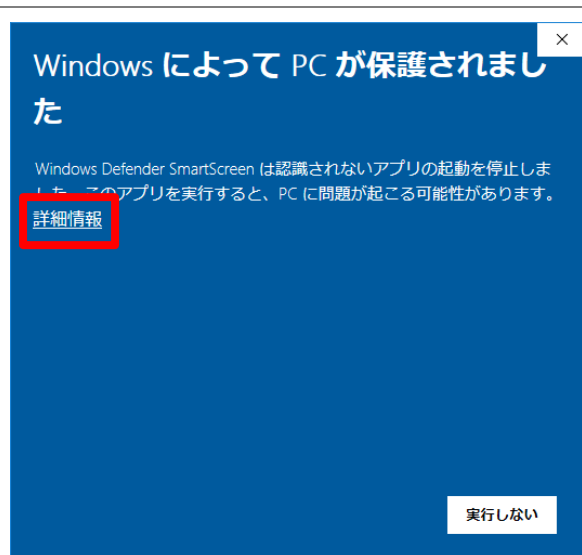 Windows によって PC が保護されまし
た
Windows Defender SmartScreen は認識されないアプリの起動を停止しま
した。このアプリを実行すると、PC に問題が起こる可能性があります。
詳細情報
実行しない